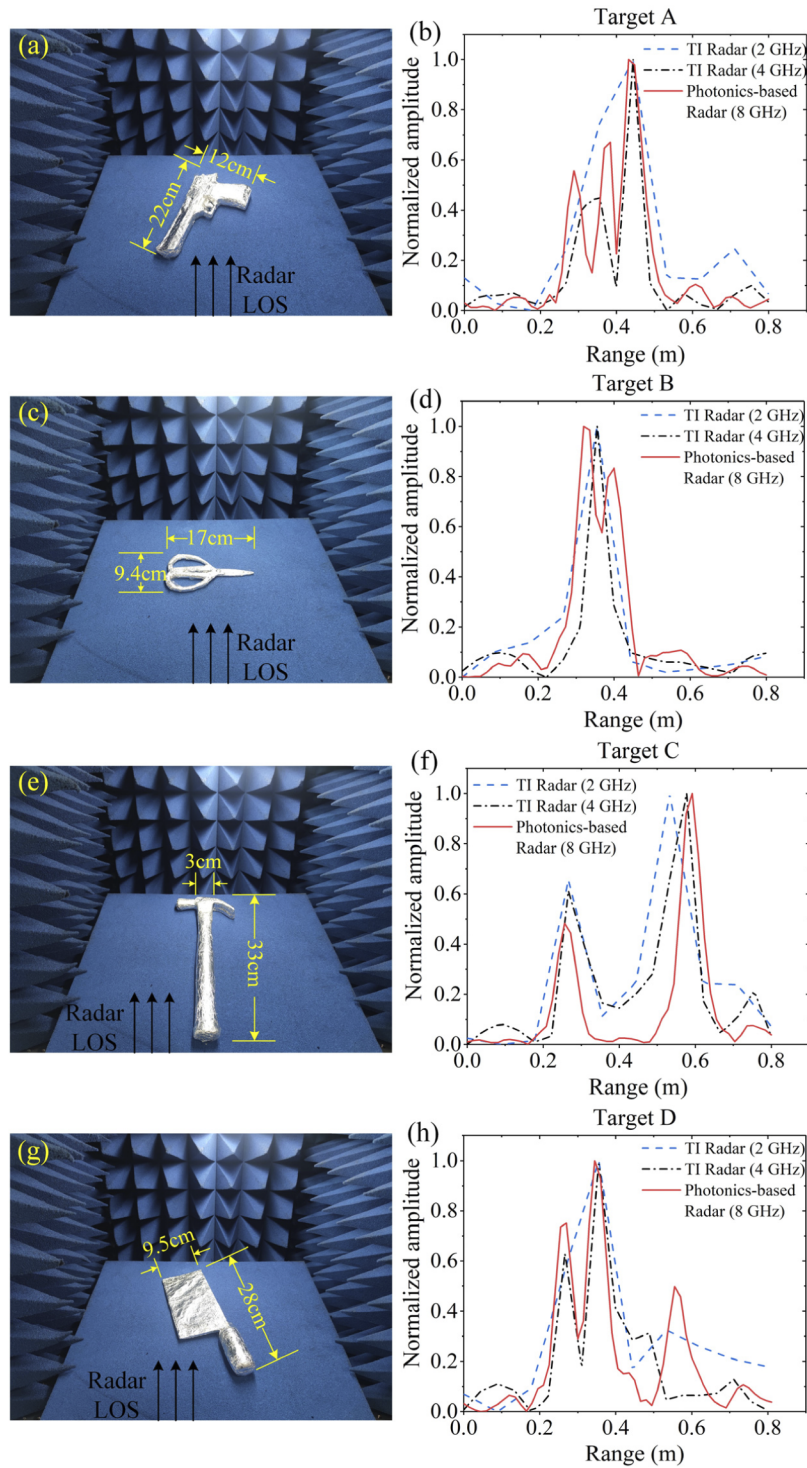 (a)
12cm
22cm
Radar
LOS
(b)
Target A
TI Radar (2 GHz)
TI Radar (4 GHz)
Photonics-based
Radar (8 GHz)
Normalized amplitude
1.0
0.8
0.6
0.4
0.2
0.0
0.0 0.2 0.4 0.6 0.8
Range (m)
(c)
17cm
9.4cm
Radar
LOS
(d)
Target B
TI Radar (2 GHz)
TI Radar (4 GHz)
Photonics-based
Radar (8 GHz)
Normalized amplitude
1.0
0.8
0.6
0.4
0.2
0.0
0.0 0.2 0.4 0.6 0.8
Range (m)
(e)
3cm
33cm
Radar
LOS
(f)
Target C
TI Radar (2 GHz)
TI Radar (4 GHz)
Photonics-based
Radar (8 GHz)
Normalized amplitude
1.0
0.8
0.6
0.4
0.2
0.0
0.0 0.2 0.4 0.6 0.8
Range (m)
(g)
9.5cm
28cm
Radar
LOS
(h)
Target D
TI Radar (2 GHz)
TI Radar (4 GHz)
Photonics-based
Radar (8 GHz)
Normalized amplitude
1.0
0.8
0.6
0.4
0.2
0.0
0.0 0.2 0.4 0.6 0.8
Range (m)